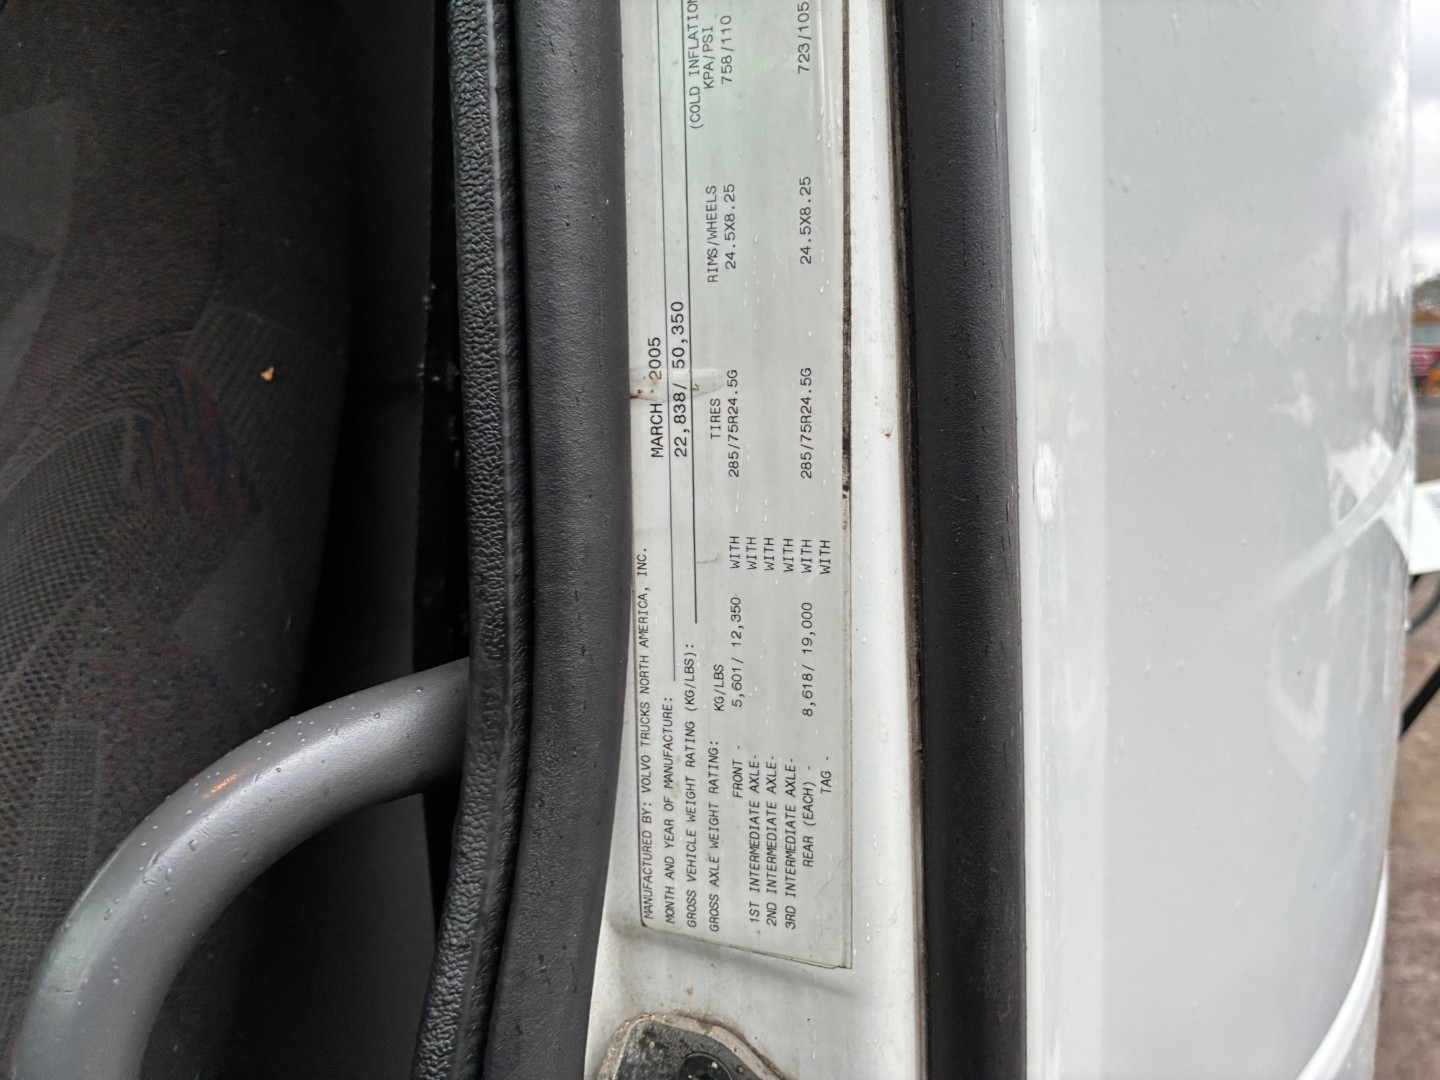 MANUFACTURED BY: VOLVO TRUCKS NORTH AMERICA, INC.
MONTH AND YEAR OF MANUFACTURE: MARCH 2005
GROSS VEHICLE WEIGHT RATING (KG/LBS): 22,838/ 50,350
GROSS AXLE WEIGHT RATING: KG/LBS TIRES RIMS/WHEELS (COLD INFLATION KPA/PSI
FRONT - 5,601/ 12,350 WITH 285/75R24.5G 24.5X8.25 758/110
1ST INTERMEDIATE AXLE- WITH
2ND INTERMEDIATE AXLE- WITH
3RD INTERMEDIATE AXLE- WITH
REAR (EACH) - 8,618/ 19,000 WITH 285/75R24.5G 24.5X8.25 723/105
TAG - WITH